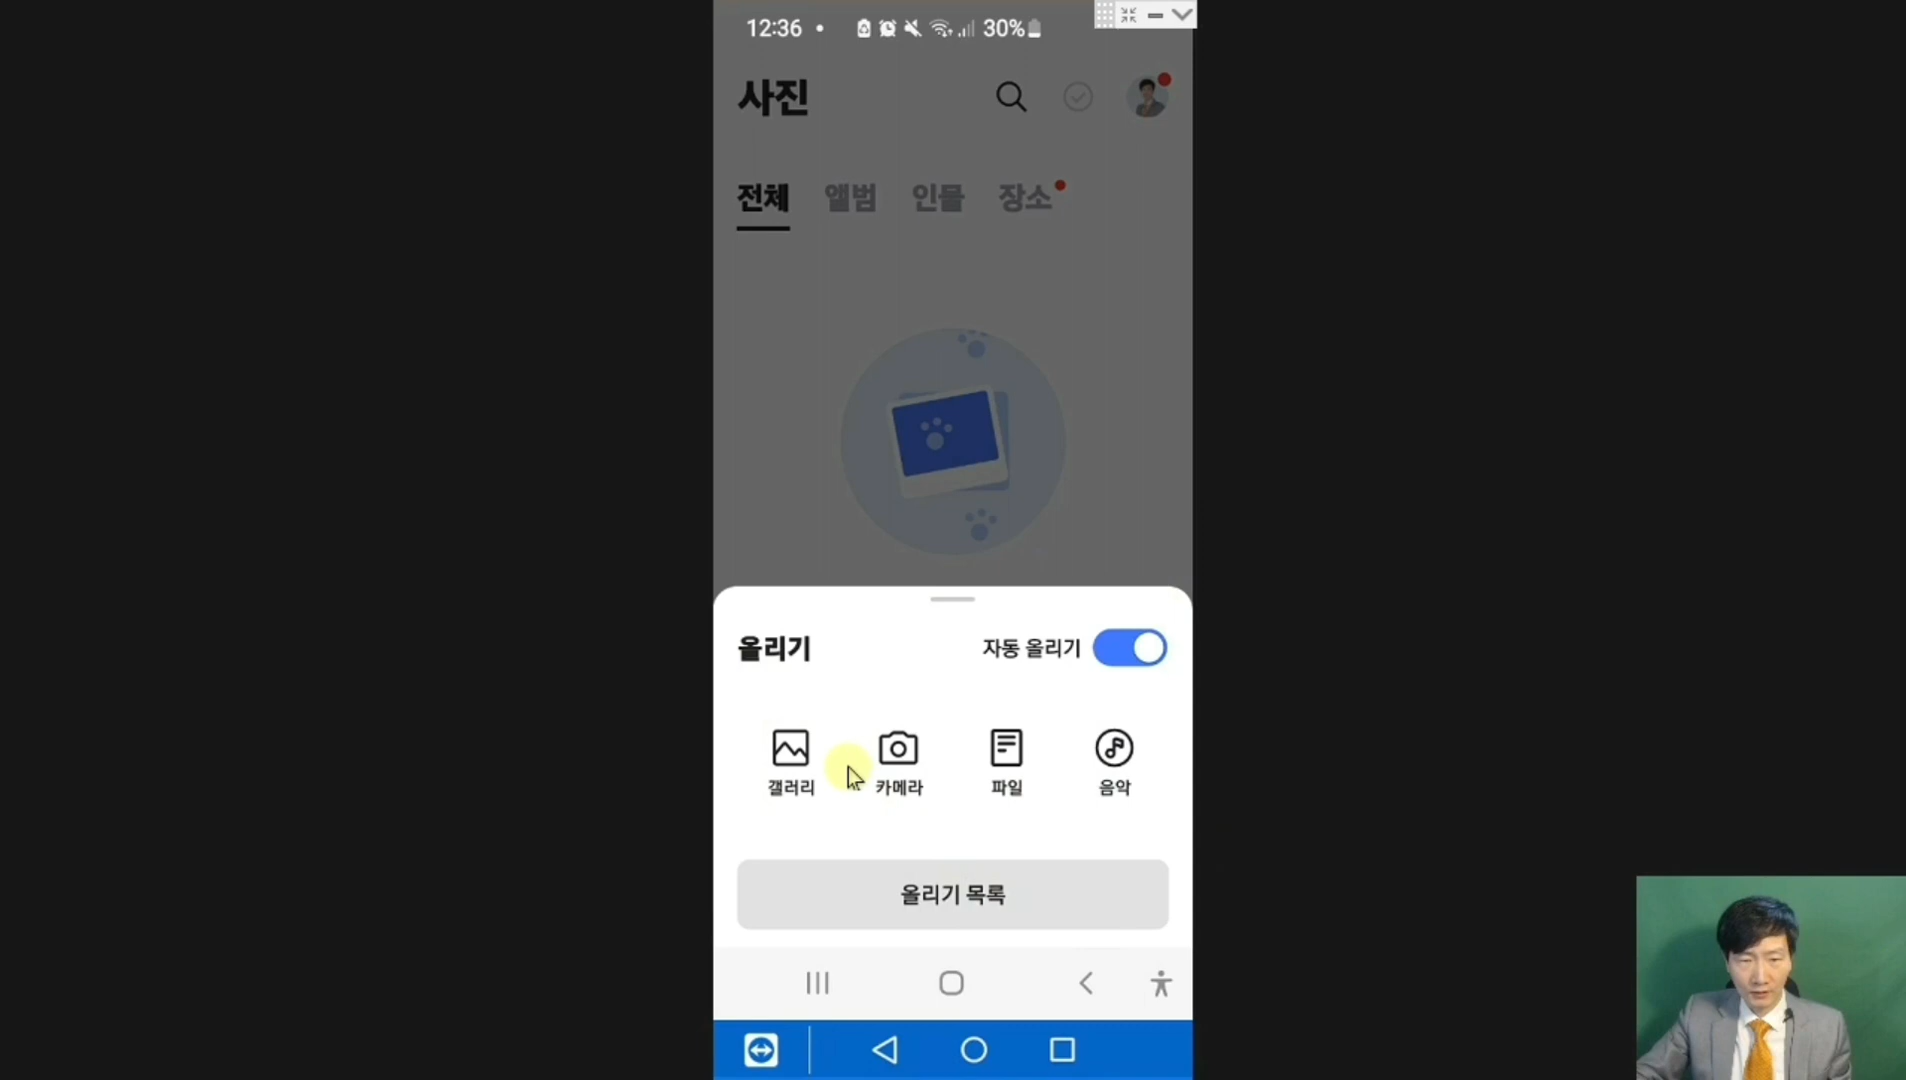 12:36
30%
사진
전체 앨범 인물 장소
올리기 자동 올리기
갤러리 카메라 파일 음악
올리기 목록